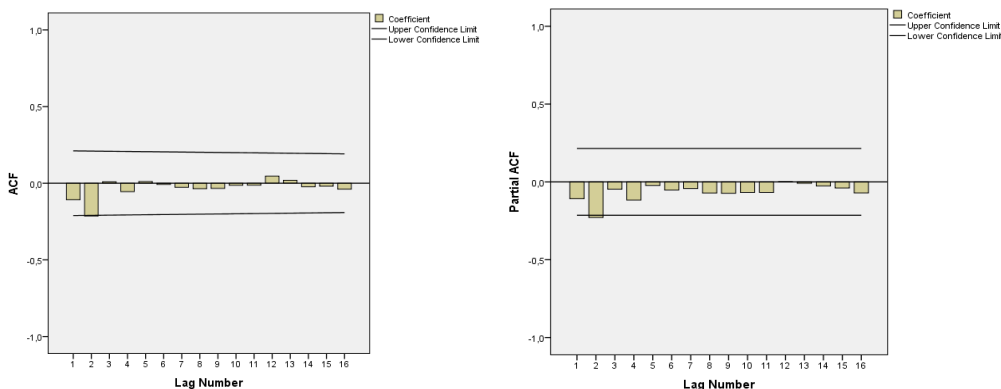 Coefficient
Upper Confidence Limit
Lower Confidence Limit
1,0
0,5
0,0
-0,5
-1,0
ACF
1 2 3 4 5 6 7 8 9 10 11 12 13 14 15 16
Lag Number
Coefficient
Upper Confidence Limit
Lower Confidence Limit
1,0
0,5
0,0
-0,5
-1,0
Partial ACF
1 2 3 4 5 6 7 8 9 10 11 12 13 14 15 16
Lag Number